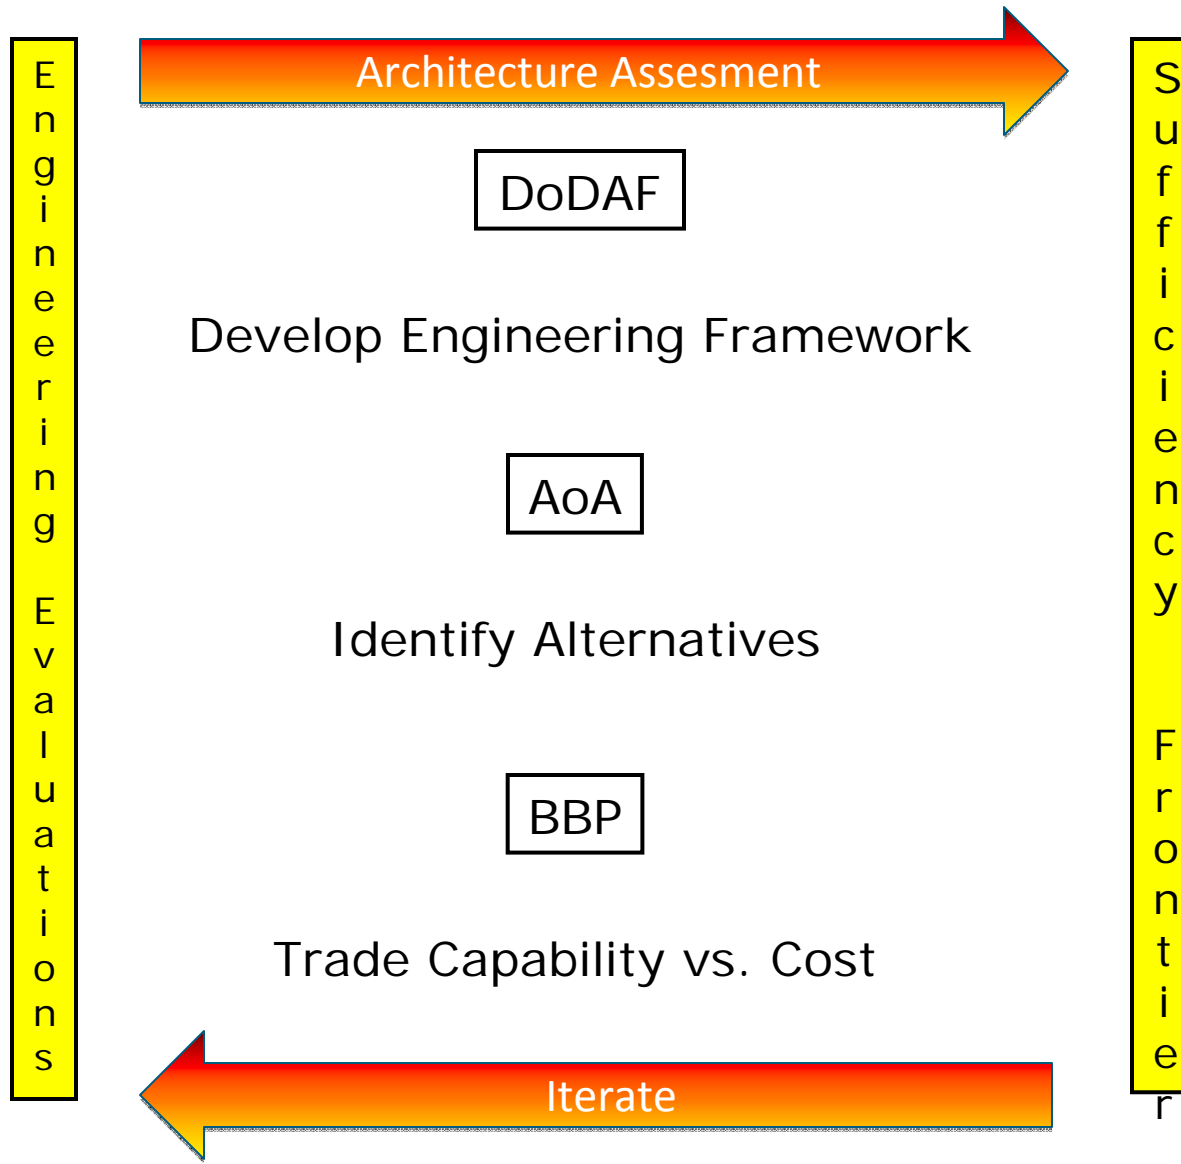 Engineering Evaluations
Architecture Assesment
DoDAF
Develop Engineering Framework
AoA
Identify Alternatives
BBP
Trade Capability vs. Cost
Iterate
Sufficiency Frontier